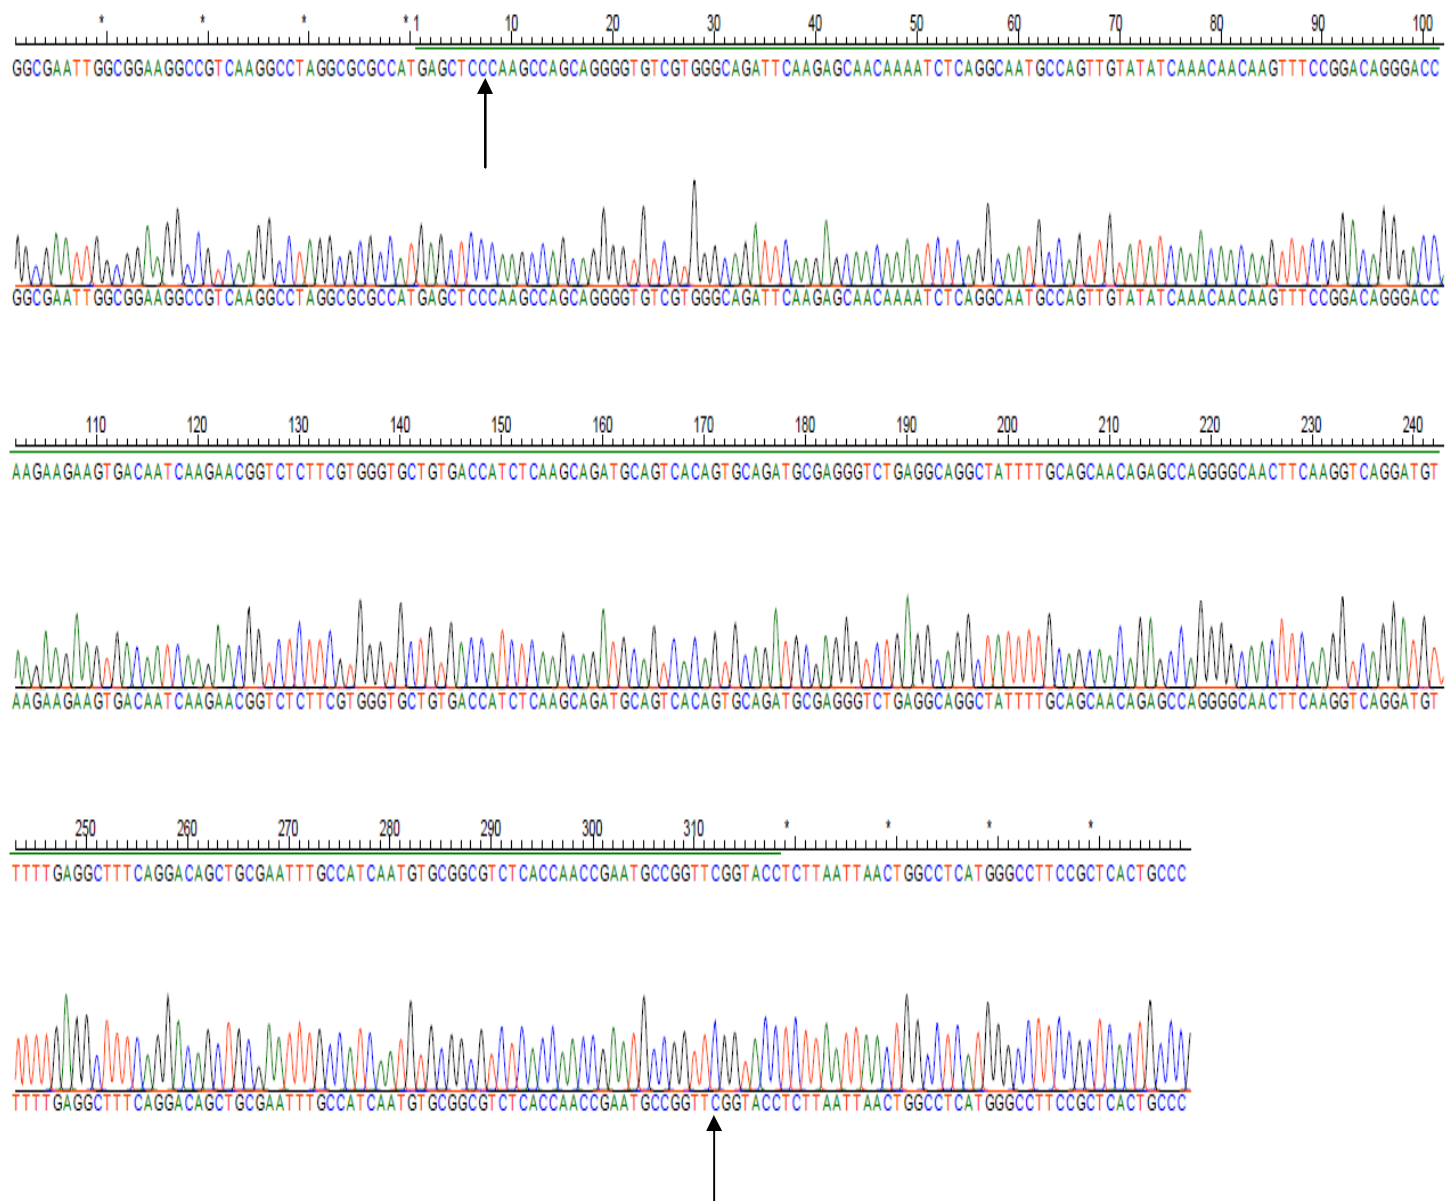 * * * * 1 10 20 30 40 50 60 70 80 90 100
GGCGAATTGGCGGAAGGCCGTCAAGGCCTAGGCGCGCCATGAGCTCCCAAGCCAGCAGGGGTGTCGTGGGCAGATTCAAGAGCAACAAAATCTCAGGCAATGCCAGTTGTATATCAAACAACAAGTTTCCGGACAGGGACC
GGCGAATTGGCGGAAGGCCGTCAAGGCCTAGGCGCGCCATGAGCTCCCAAGCCAGCAGGGGTGTCGTGGGCAGATTCAAGAGCAACAAAATCTCAGGCAATGCCAGTTGTATATCAAACAACAAGTTTCCGGACAGGGACC
110 120 130 140 150 160 170 180 190 200 210 220 230 240
AAGAAGAAGTGACAATCAAGAACGGTCTCTTCGTGGGTGCTGTGACCATCTCAAGCAGATGCAGTCACAGTGCAGATGCGAGGGTCTGAGGCAGGCTATTTTGCAGCAACAGAGCCAGGGGCAACTTCAAGGTCAGGATGT
AAGAAGAAGTGACAATCAAGAACGGTCTCTTCGTGGGTGCTGTGACCATCTCAAGCAGATGCAGTCACAGTGCAGATGCGAGGGTCTGAGGCAGGCTATTTTGCAGCAACAGAGCCAGGGGCAACTTCAAGGTCAGGATGT
250 260 270 280 290 300 310 * * * *
TTTTGAGGCTTTCAGGACAGCTGCGAATTTGCCATCAATGTGCGGCGTCTCACCAACCGAATGCCGGTTCGGTACCTCTTAATTAACTGGCCTCATGGGCCTTCCGCTCACTGCCC
TTTTGAGGCTTTCAGGACAGCTGCGAATTTGCCATCAATGTGCGGCGTCTCACCAACCGAATGCCGGTTCGGTACCTCTTAATTAACTGGCCTCATGGGCCTTCCGCTCACTGCCC